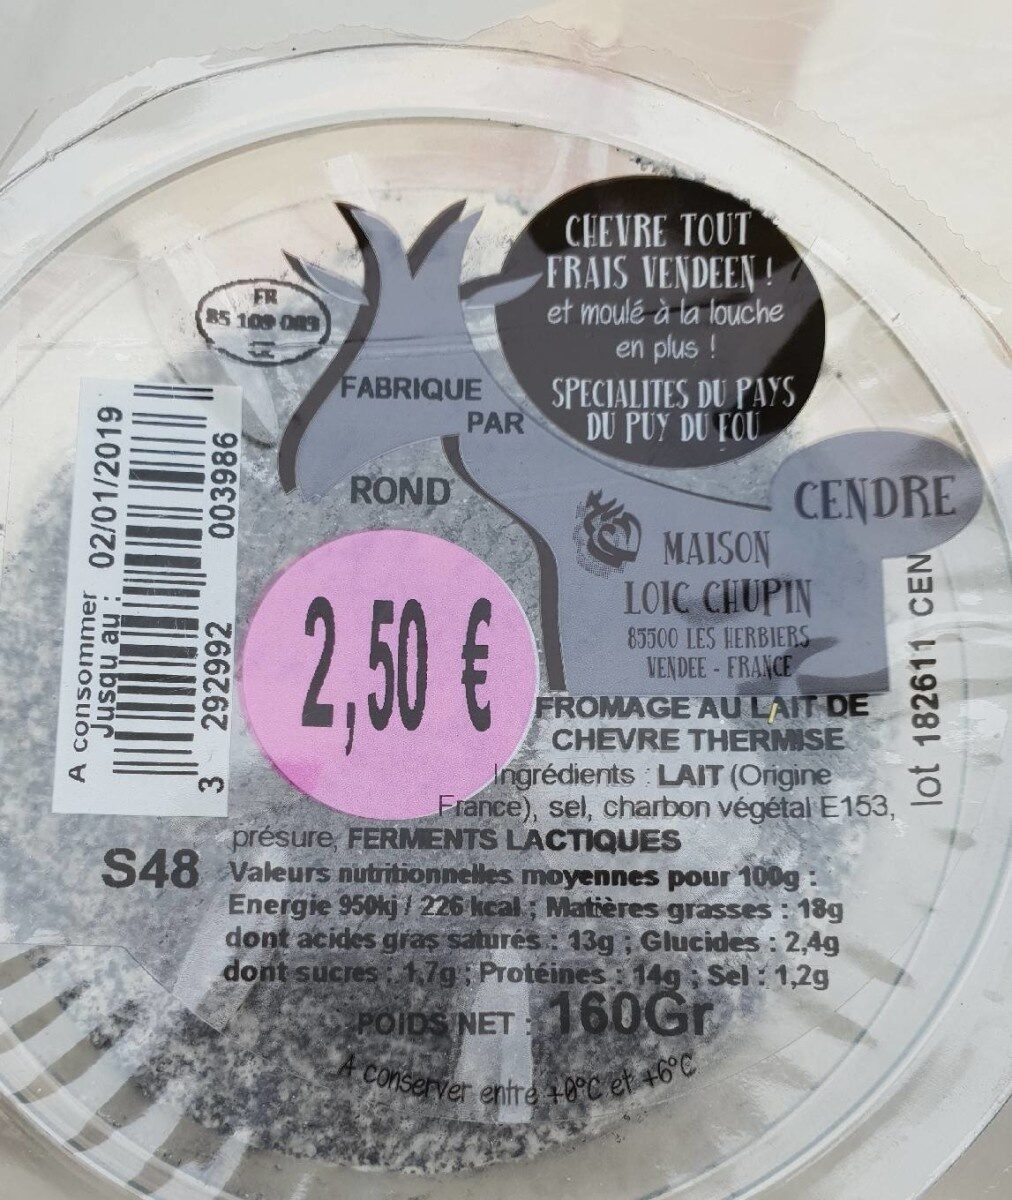 CHEVRE TOUT
FRAIS VENDEEN !
et moulé à la louche
en plus !
SPECIALITES DU PAYS
DU PUY DU FOU
FR
85 109
FABRIQUE
PAR
ROND
CENDRE
MAISON
LOIC CHUPIN
85500 LES HERBIERS
VENDEE - FRANCE
A consommer
Jusqu au : 02/01/2019
3 292992 003986
2,50 €
lot 182611 CEN
FROMAGE AU LAIT DE
CHEVRE THERMISE
Ingrédients : LAIT (Origine
France), sel, charbon végétal E153,
présure, FERMENTS LACTIQUES
S48
Valeurs nutritionnelles moyennes pour 100g :
Energie 950kj / 226 kcal ; Matières grasses : 18g
dont acides gras saturés : 13g ; Glucides : 2,4g
dont sucres : 1,7g ; Protéines : 14g ; Sel : 1,2g
POIDS NET : 160Gr
A conserver entre +0°C et +6°C